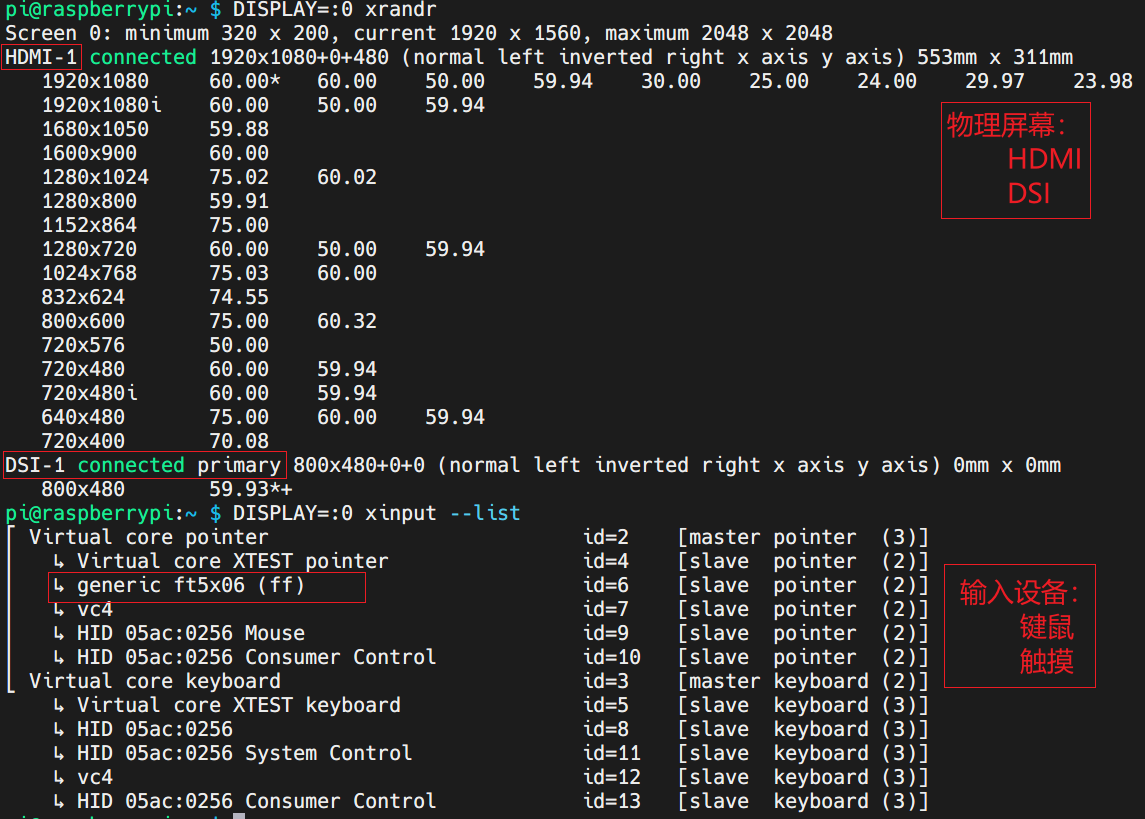 pi@raspberrypi:~ $ DISPLAY=:0 xrandr
Screen 0: minimum 320 x 200, current 1920 x 1560, maximum 2048 x 2048
HDMI-1 connected 1920x1080+0+480 (normal left inverted right x axis y axis) 553mm x 311mm
1920x1080 60.00* 60.00 50.00 59.94 30.00 25.00 24.00 29.97 23.98
1920x1080i 60.00 50.00 59.94
1680x1050 59.88
1600x900 60.00
1280x1024 75.02 60.02
1280x800 59.91
1152x864 75.00
1280x720 60.00 50.00 59.94
1024x768 75.03 60.00
832x624 74.55
800x600 75.00 60.32
720x576 50.00
720x480 60.00 59.94
720x480i 60.00 59.94
640x480 75.00 60.00 59.94
720x400 70.08
DSI-1 connected primary 800x480+0+0 (normal left inverted right x axis y axis) 0mm x 0mm
800x480 59.93*+
物理屏幕：
HDMI
DSI
pi@raspberrypi:~ $ DISPLAY=:0 xinput --list
⎡ Virtual core pointer id=2 [master pointer (3)]
⎜ ↳ Virtual core XTEST pointer id=4 [slave pointer (2)]
⎜ ↳ generic ft5x06 (ff) id=6 [slave pointer (2)]
⎜ ↳ vc4 id=7 [slave pointer (2)]
⎜ ↳ HID 05ac:0256 Mouse id=9 [slave pointer (2)]
⎜ ↳ HID 05ac:0256 Consumer Control id=10 [slave pointer (2)]
⎣ Virtual core keyboard id=3 [master keyboard (2)]
↳ Virtual core XTEST keyboard id=5 [slave keyboard (3)]
↳ HID 05ac:0256 id=8 [slave keyboard (3)]
↳ HID 05ac:0256 System Control id=11 [slave keyboard (3)]
↳ vc4 id=12 [slave keyboard (3)]
↳ HID 05ac:0256 Consumer Control id=13 [slave keyboard (3)]
输入设备：
键鼠
触摸